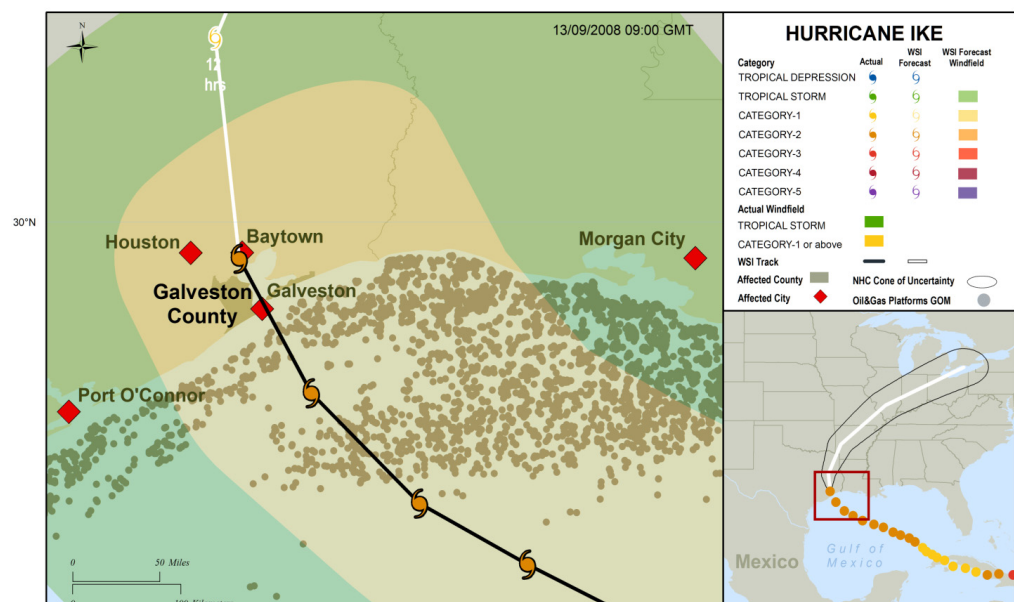 N
13/09/2008 09:00 GMT
12
hrs
30°N
Houston
Baytown
Morgan City
Galveston
County
Galveston
Port O'Connor
0 50 Miles
0
HURRICANE IKE
Category Actual WSI Forecast WSI Forecast Windfield
TROPICAL DEPRESSION
TROPICAL STORM
CATEGORY-1
CATEGORY-2
CATEGORY-3
CATEGORY-4
CATEGORY-5
Actual Windfield
TROPICAL STORM
CATEGORY-1 or above
WSI Track
Affected County NHC Cone of Uncertainty
Affected City Oil&Gas Platforms GOM
Mexico
Gulf of
Mexico